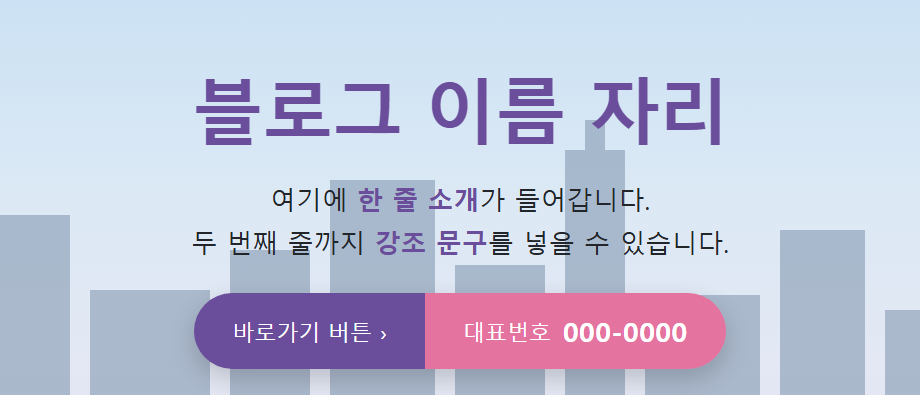 블로그 이름 자리
여기에 한 줄 소개가 들어갑니다.
두 번째 줄까지 강조 문구를 넣을 수 있습니다.
바로가기 버튼 › 대표번호 000-0000